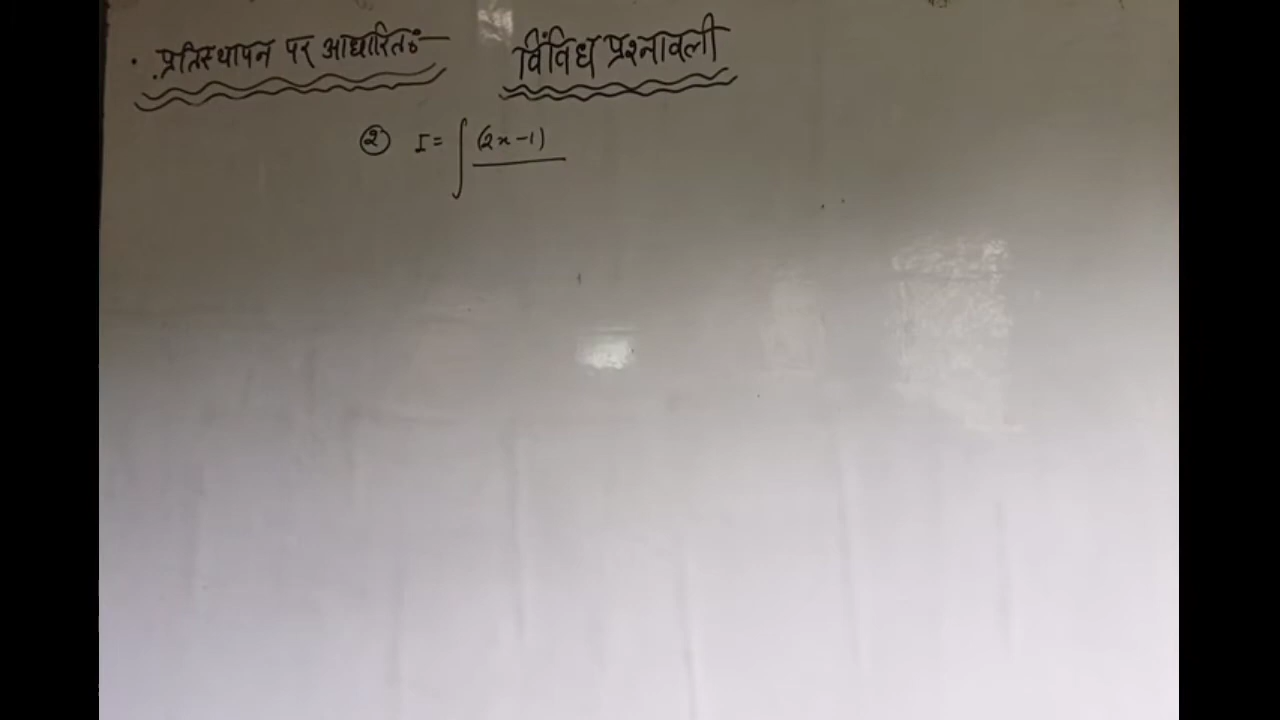 • प्रतिस्थापन पर आधारितः— विविध प्रश्नावली
② I = ∫ (2x-1)